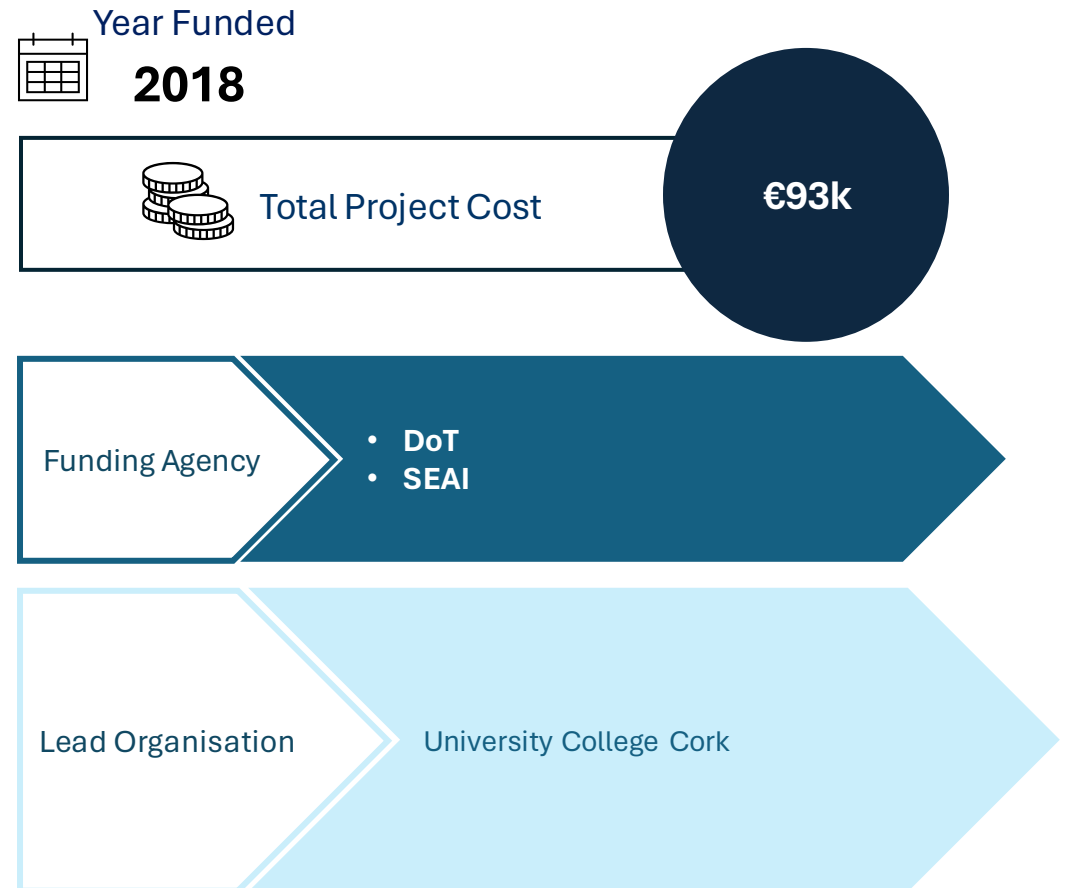 Year Funded
2018
Total Project Cost
€93k
Funding Agency
• DoT
• SEAI
Lead Organisation
University College Cork